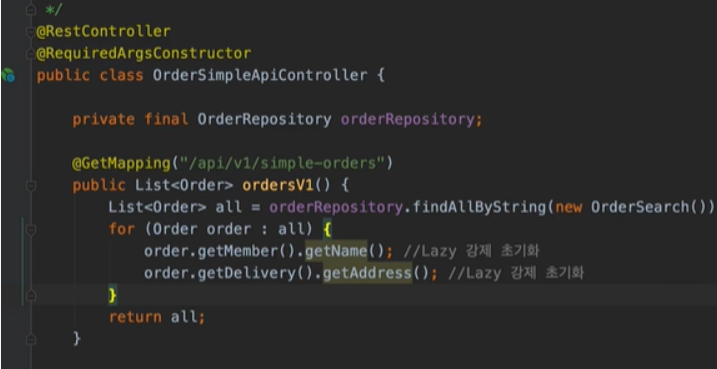 */
@RestController
@RequiredArgsConstructor
public class OrderSimpleApiController {
private final OrderRepository orderRepository;
@GetMapping("/api/v1/simple-orders")
public List<Order> ordersV1() {
List<Order> all = orderRepository.findAllByString(new OrderSearch())
for (Order order : all) {
order.getMember().getName(); //Lazy 강제 초기화
order.getDelivery().getAddress(); //Lazy 강제 초기화
}
return all;
}